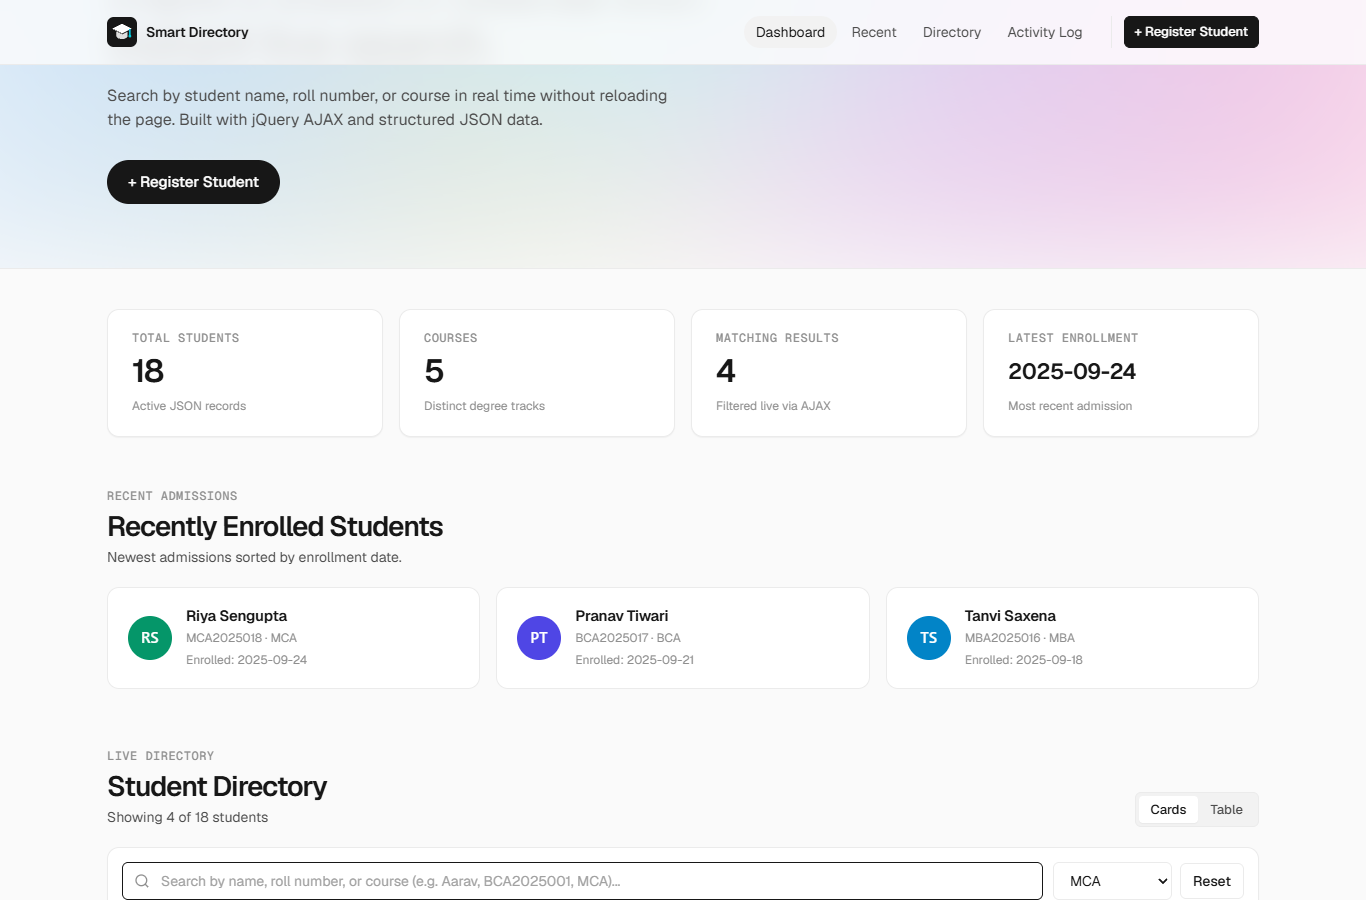 Smart Directory
Dashboard
Recent
Directory
Activity Log
+ Register Student
Search by student name, roll number, or course in real time without reloading
the page. Built with jQuery AJAX and structured JSON data.
+ Register Student
TOTAL STUDENTS
18
Active JSON records
COURSES
5
Distinct degree tracks
MATCHING RESULTS
4
Filtered live via AJAX
LATEST ENROLLMENT
2025-09-24
Most recent admission
RECENT ADMISSIONS
Recently Enrolled Students
Newest admissions sorted by enrollment date.
RS
Riya Sengupta
MCA2025018 · MCA
Enrolled: 2025-09-24
PT
Pranav Tiwari
BCA2025017 · BCA
Enrolled: 2025-09-21
TS
Tanvi Saxena
MBA2025016 · MBA
Enrolled: 2025-09-18
LIVE DIRECTORY
Student Directory
Showing 4 of 18 students
Cards
Table
Search by name, roll number, or course (e.g. Aarav, BCA2025001, MCA)...
MCA
Reset